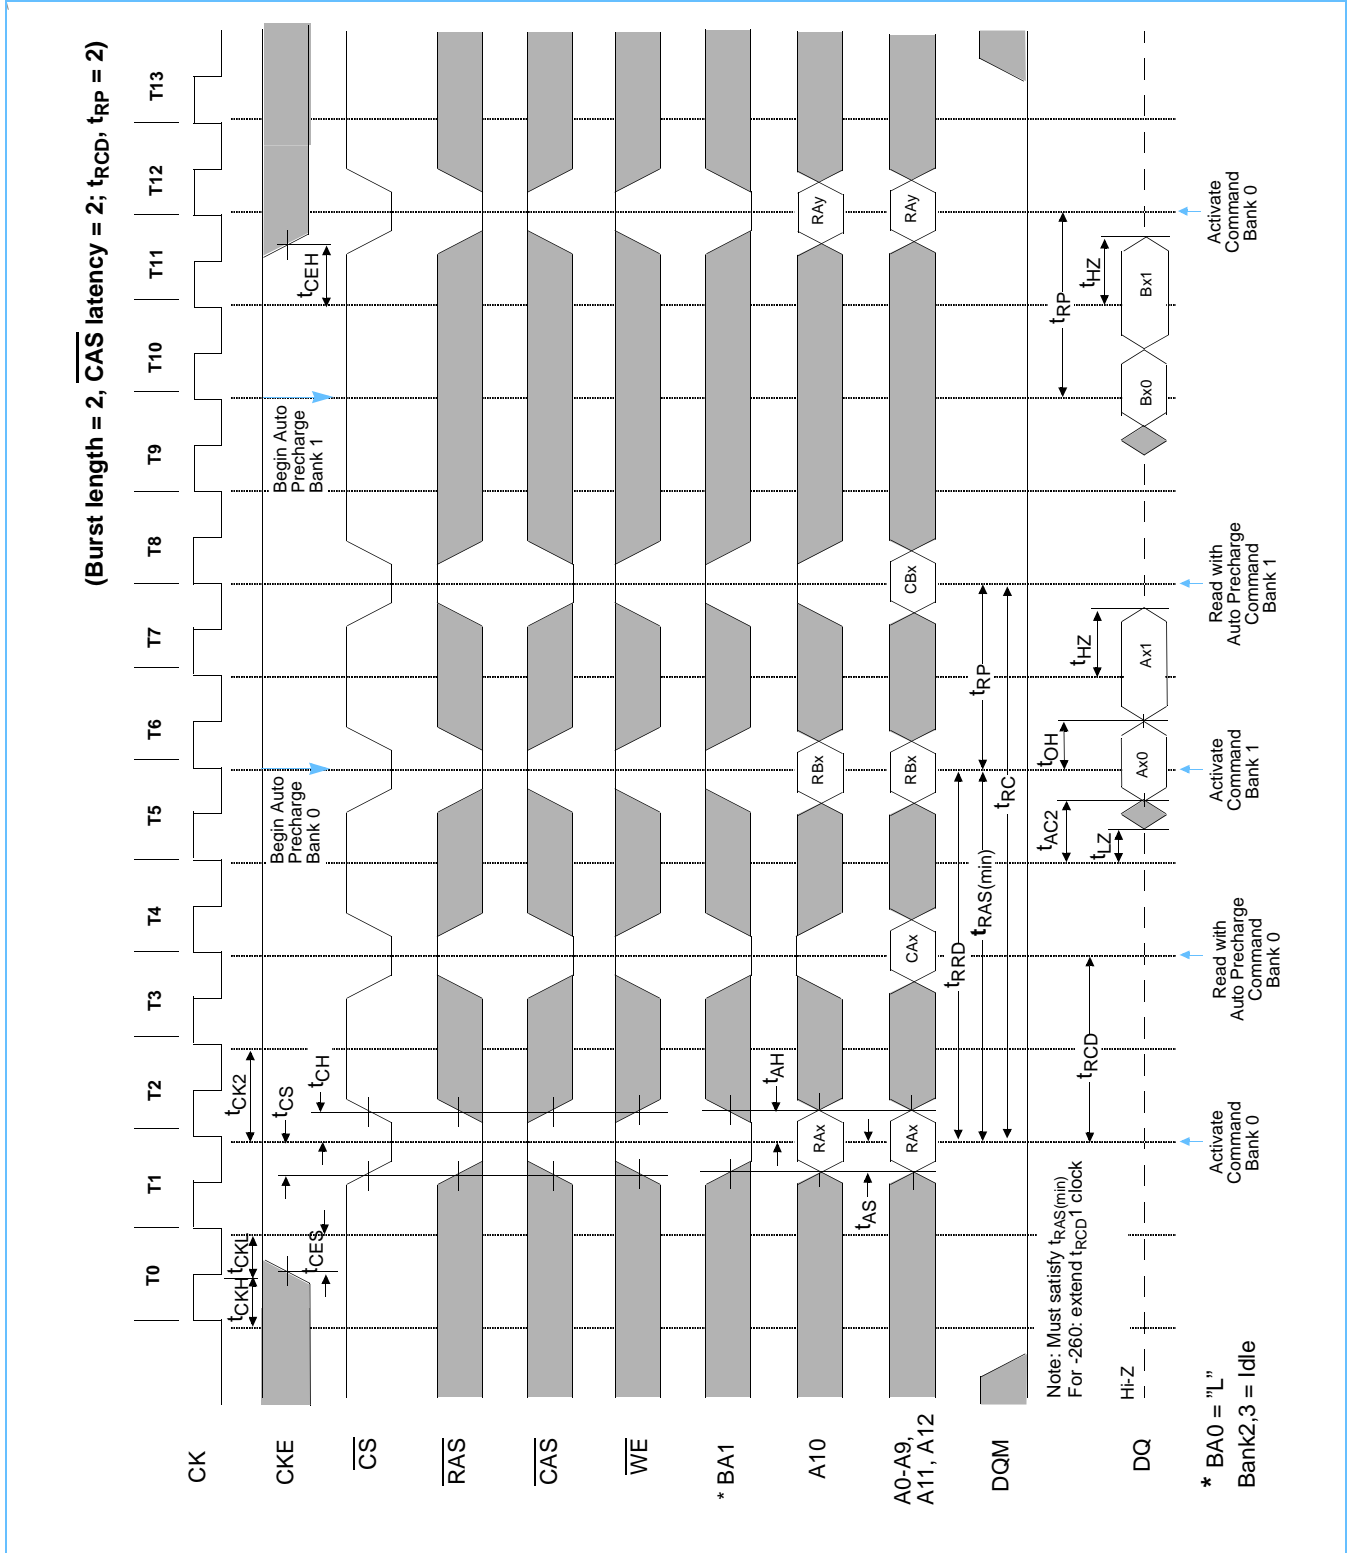 (Burst length = 2, CAS latency = 2; tRCD, tRP = 2)
T0 T1 T2 T3 T4 T5 T6 T7 T8 T9 T10 T11 T12 T13
CK
tCKH
tCKL
tCK2
CKE
tCES
tCS
tCH
Begin Auto
Precharge
Bank 0
Begin Auto
Precharge
Bank 1
tCEH
CS
RAS
CAS
WE
* BA1
tAH
A10
RAx
RBx
RAy
tAS
A0-A9,
A11, A12
RAx
CAx
RBx
CBx
RAy
tRRD
tRAS(min)
tRP
tRC
DQM
Note: Must satisfy tRAS(min)
For -260: extend tRCD1 clock
tRCD
tAC2
tLZ
tOH
tHZ
tRP
tHZ
DQ
Hi-Z
Ax0
Ax1
Bx0
Bx1
Activate
Command
Bank 0
Read with
Auto Precharge
Command
Bank 0
Activate
Command
Bank 1
Read with
Auto Precharge
Command
Bank 1
Activate
Command
Bank 0
* BA0 = ”L”
Bank2,3 = Idle